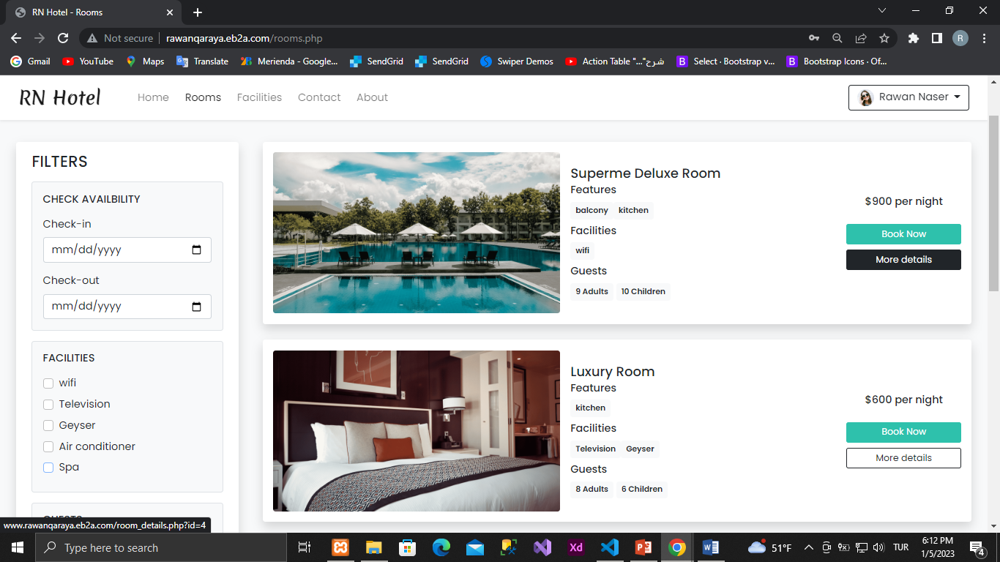 RN Hotel - Rooms
Not secure rawanqaraya.eb2a.com/rooms.php
R
Gmail YouTube Maps Translate Merienda - Google... SendGrid SendGrid Swiper Demos Action Table "..."شرح Select · Bootstrap v... Bootstrap Icons · Of...
RN Hotel Home Rooms Facilities Contact About Rawan Naser
FILTERS
CHECK AVAILBILITY
Check-in
mm/dd/yyyy
Check-out
mm/dd/yyyy
FACILITIES
wifi
Television
Geyser
Air conditioner
Spa
Superme Deluxe Room
Features
balcony kitchen
Facilities
wifi
Guests
9 Adults 10 Children
$900 per night
Book Now
More details
Luxury Room
Features
kitchen
Facilities
Television Geyser
Guests
8 Adults 6 Children
$600 per night
Book Now
More details
www.rawanqaraya.eb2a.com/room_details.php?id=4
Type here to search
Xd
51°F
TUR
6:12 PM
1/5/2023
4